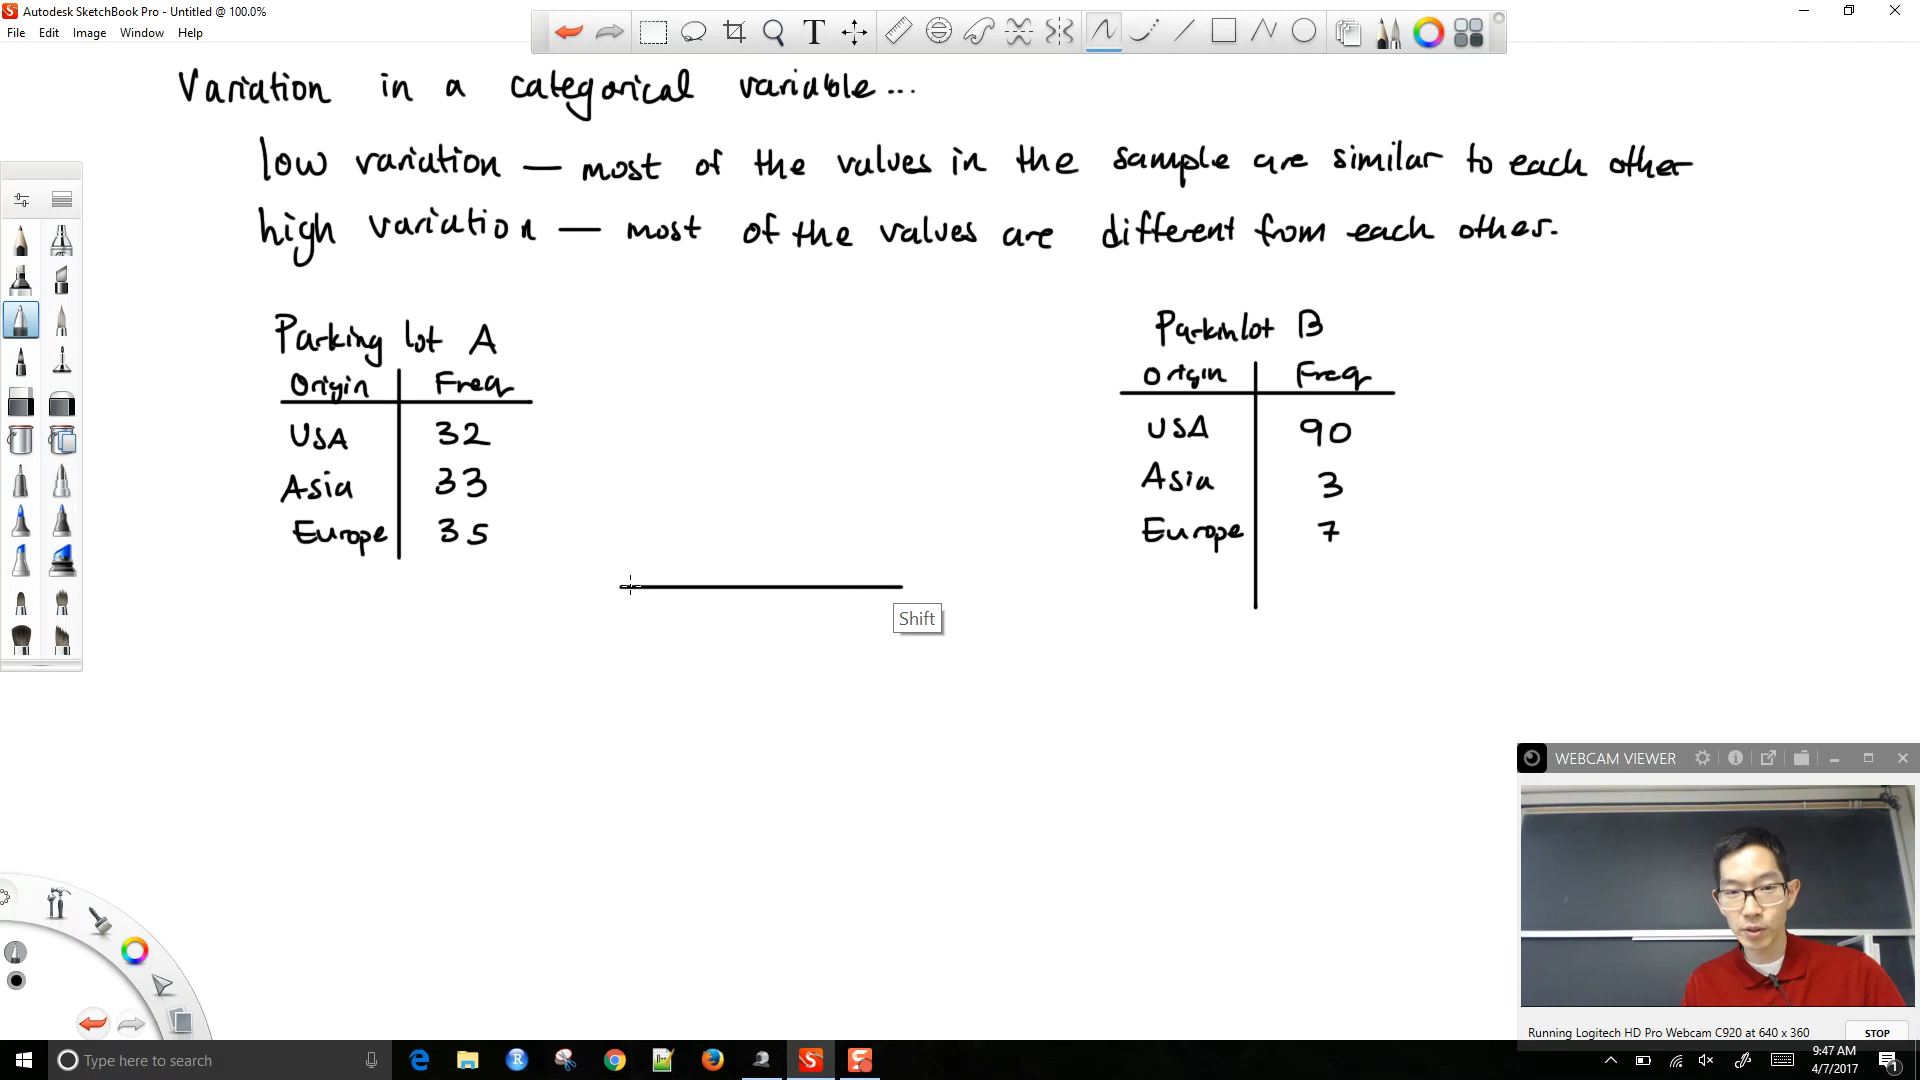 Autodesk SketchBook Pro - Untitled @ 100.0%
File Edit Image Window Help
Variation in a categorical variable...
low variation — most of the values in the sample are similar to each other
high variation — most of the values are different from each other.
Parking lot A
Origin Freq
USA 32
Asia 33
Europe 35
Parkinlot B
Origin Freq
USA 90
Asia 3
Europe 7
Shift
WEBCAM VIEWER
Running Logitech HD Pro Webcam C920 at 640 x 360
STOP
Type here to search
9:47 AM
4/7/2017